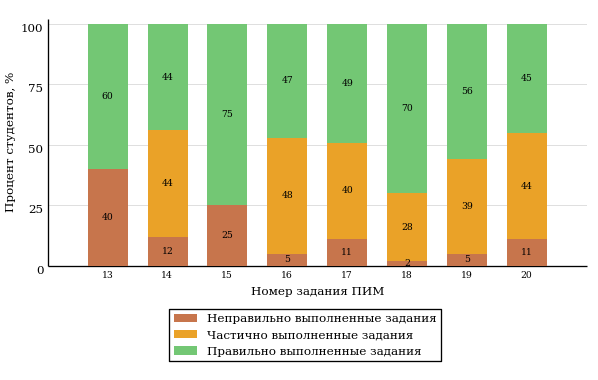 Процент студентов, %
100
75
50
25
0
60 44 75 47 49 70 56 45
44 48 40 28 39 44
40 12 25 5 11 2 5 11
13 14 15 16 17 18 19 20
Номер задания ПИМ
Неправильно выполненные задания
Частично выполненные задания
Правильно выполненные задания